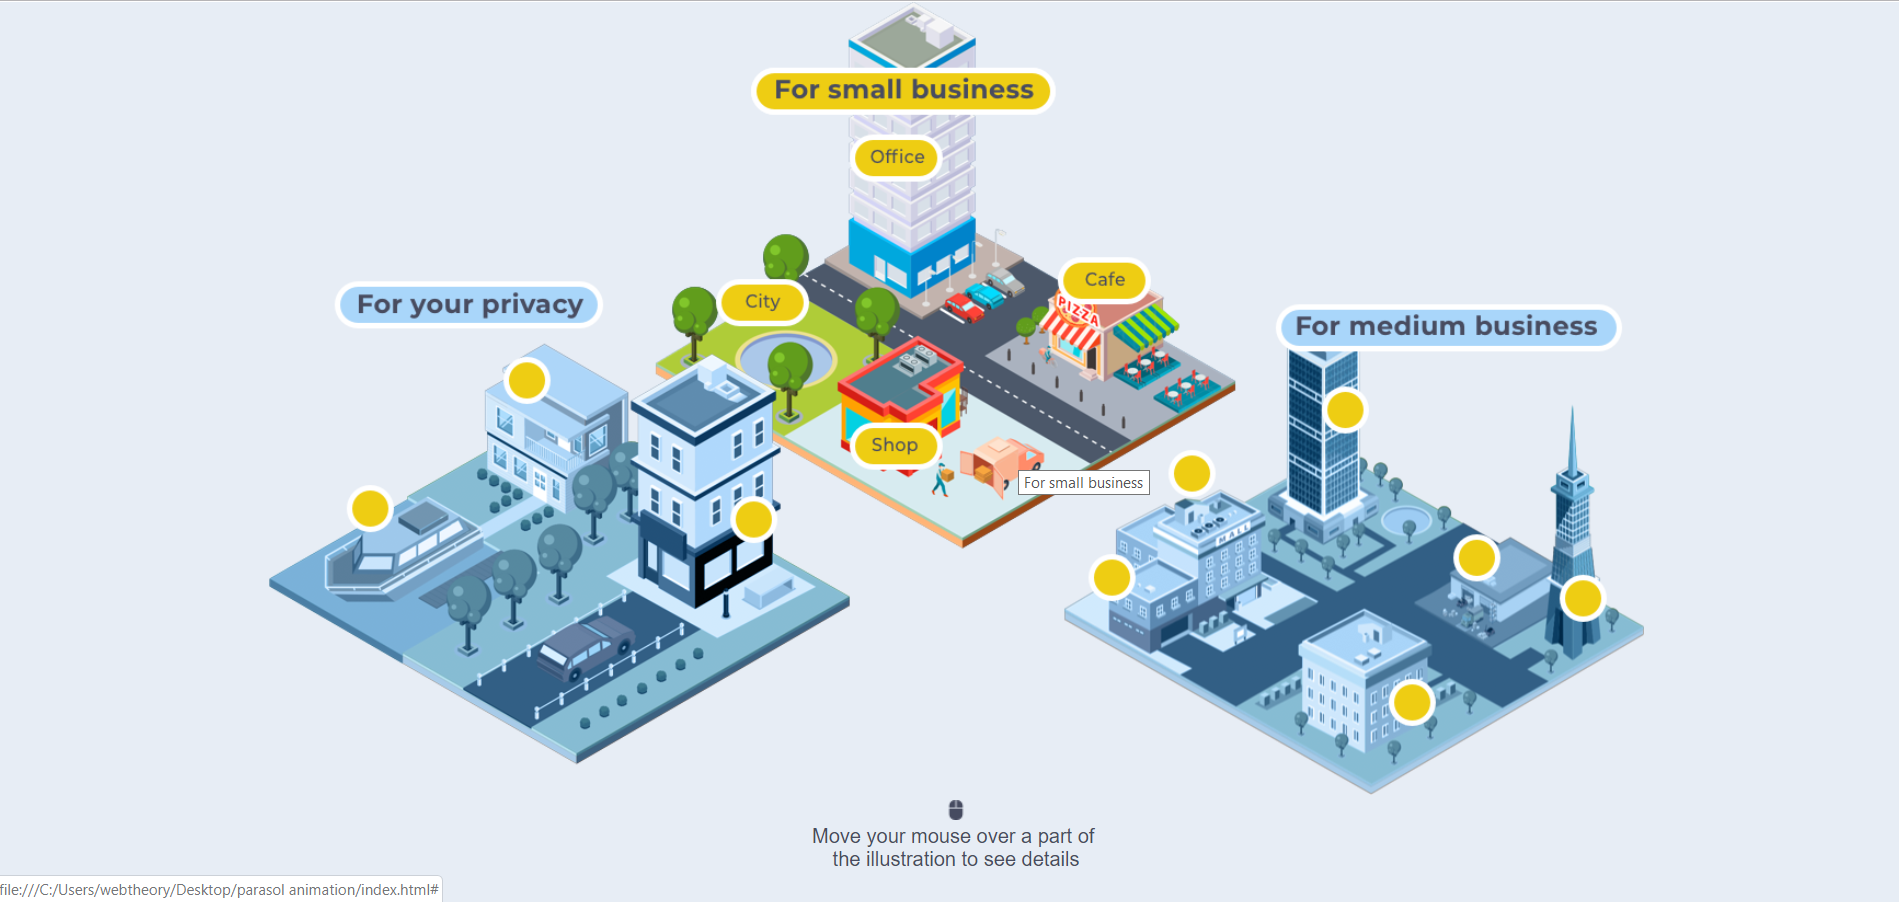 For small business
Office
City
Cafe
PIZZA
For your privacy
For medium business
Shop
For small business
MALL
Move your mouse over a part of
the illustration to see details
file:///C:/Users/webtheory/Desktop/parasol animation/index.html#